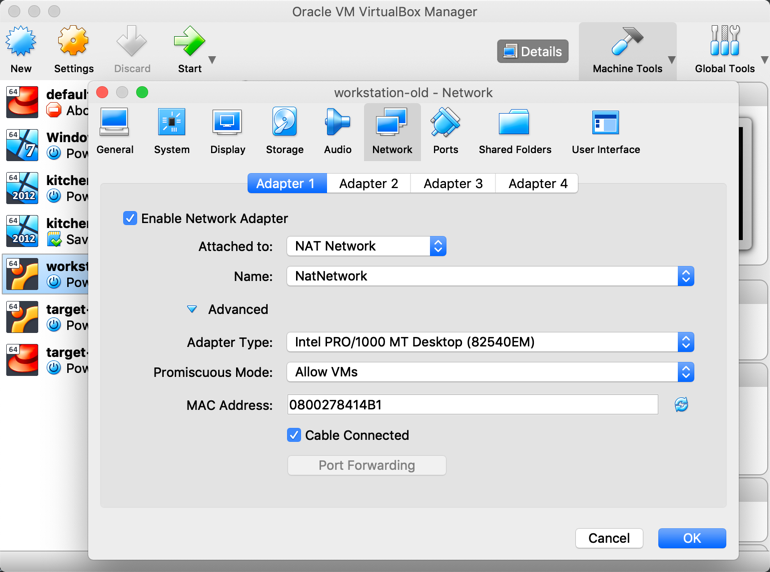 Oracle VM VirtualBox Manager
New
Settings
Discard
Start
Details
Machine Tools
Global Tools
64
default
Abo
64
7
Windo
Pow
64
2012
kitcher
Pow
64
2012
kitcher
Sav
64
workst
Pow
64
target-
Pow
64
target-
Pow
workstation-old - Network
General
System
Display
Storage
Audio
Network
Ports
Shared Folders
User Interface
Adapter 1
Adapter 2
Adapter 3
Adapter 4
Enable Network Adapter
Attached to: NAT Network
Name: NatNetwork
Advanced
Adapter Type: Intel PRO/1000 MT Desktop (82540EM)
Promiscuous Mode: Allow VMs
MAC Address: 0800278414B1
Cable Connected
Port Forwarding
Cancel
OK